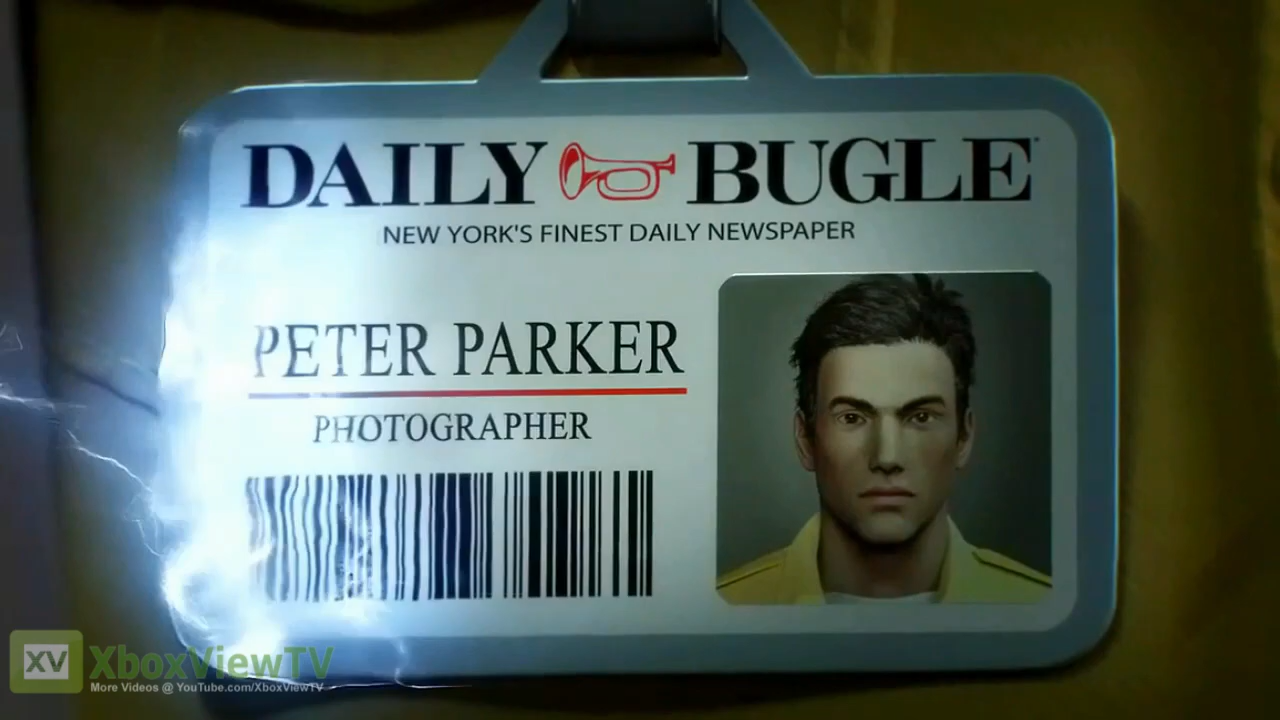 DAILY BUGLE
NEW YORK'S FINEST DAILY NEWSPAPER
PETER PARKER
PHOTOGRAPHER
XV XboxViewTV
More Videos @ YouTube.com/XboxViewTV